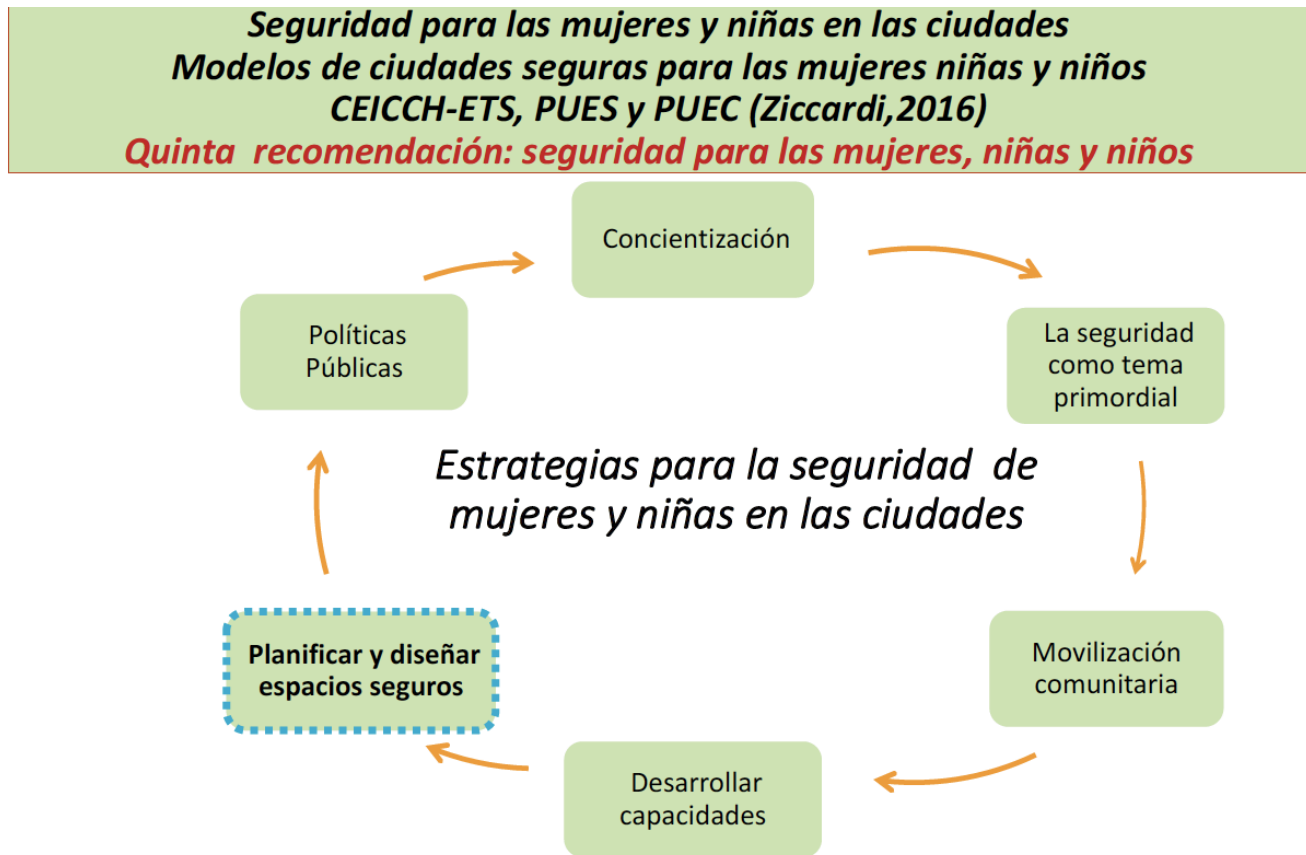 Seguridad para las mujeres y niñas en las ciudades
Modelos de ciudades seguras para las mujeres niñas y niños
CEICCH-ETS, PUES y PUEC (Ziccardi,2016)
Quinta recomendación: seguridad para las mujeres, niñas y niños
Concientización
La seguridad
como tema
primordial
Movilización
comunitaria
Desarrollar
capacidades
Planificar y diseñar
espacios seguros
Políticas
Públicas
Estrategias para la seguridad de
mujeres y niñas en las ciudades